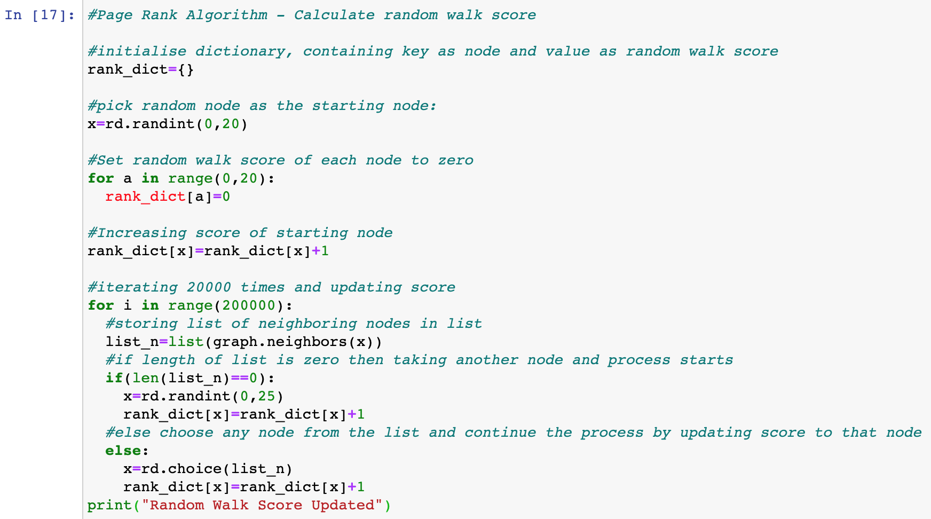 In [17]: #Page Rank Algorithm - Calculate random walk score
#initialise dictionary, containing key as node and value as random walk score
rank_dict={}
#pick random node as the starting node:
x=rd.randint(0,20)
#Set random walk score of each node to zero
for a in range(0,20):
  rank_dict[a]=0
#Increasing score of starting node
rank_dict[x]=rank_dict[x]+1
#iterating 20000 times and updating score
for i in range(200000):
  #storing list of neighboring nodes in list
  list_n=list(graph.neighbors(x))
  #if length of list is zero then taking another node and process starts
  if(len(list_n)==0):
    x=rd.randint(0,25)
    rank_dict[x]=rank_dict[x]+1
  #else choose any node from the list and continue the process by updating score to that node
  else:
    x=rd.choice(list_n)
    rank_dict[x]=rank_dict[x]+1
print("Random Walk Score Updated")